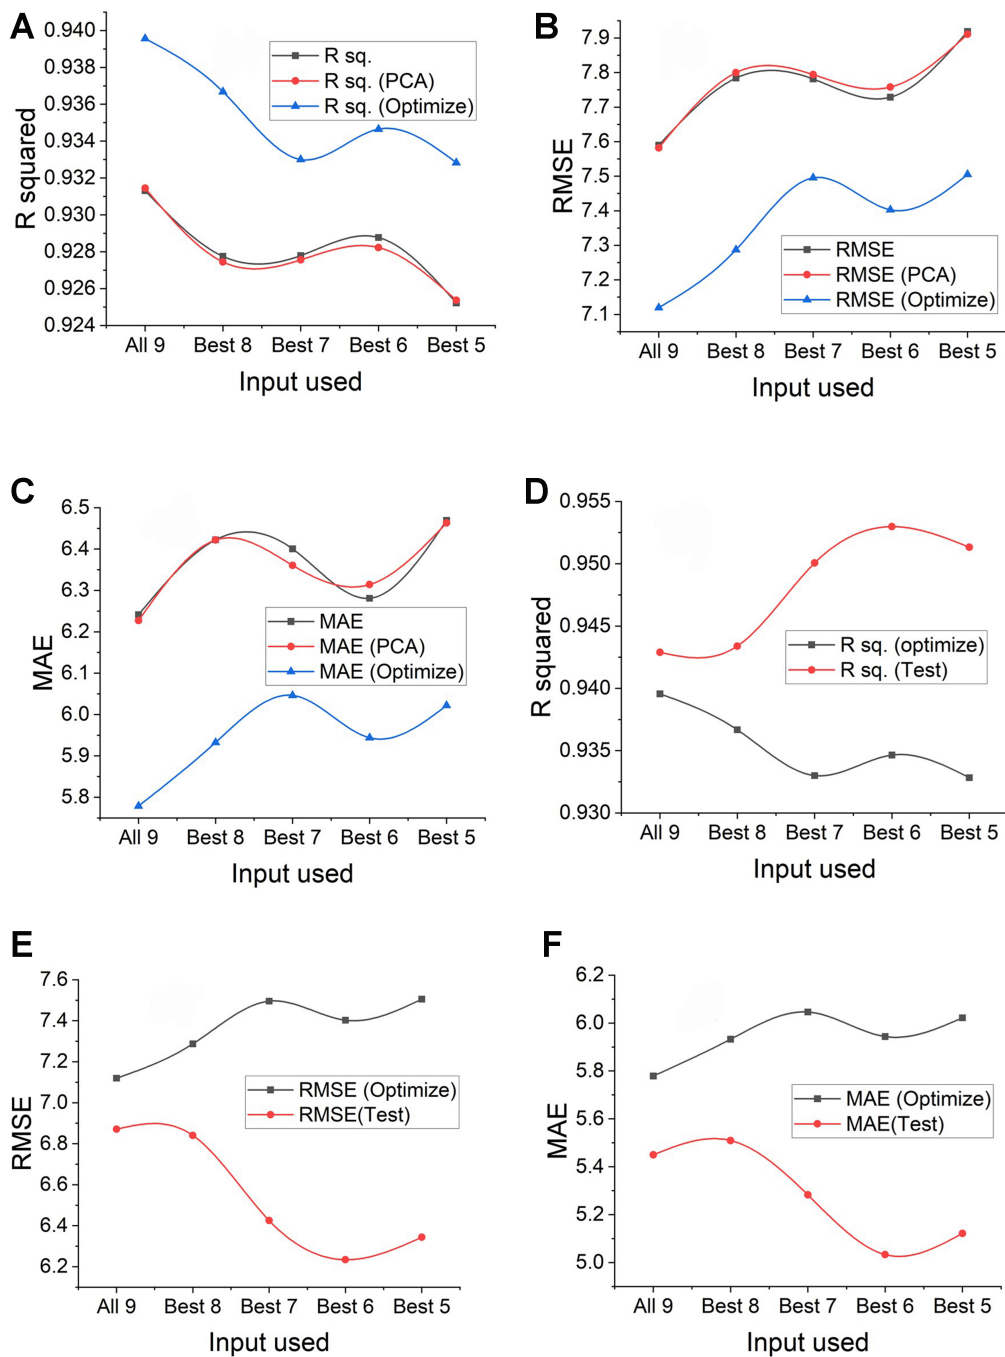 A
R squared
0.940
0.938
0.936
0.934
0.932
0.930
0.928
0.926
0.924
R sq.
R sq. (PCA)
R sq. (Optimize)
All 9 Best 8 Best 7 Best 6 Best 5
Input used
B
RMSE
7.9
7.8
7.7
7.6
7.5
7.4
7.3
7.2
7.1
RMSE
RMSE (PCA)
RMSE (Optimize)
All 9 Best 8 Best 7 Best 6 Best 5
Input used
C
MAE
6.5
6.4
6.3
6.2
6.1
6.0
5.9
5.8
MAE
MAE (PCA)
MAE (Optimize)
All 9 Best 8 Best 7 Best 6 Best 5
Input used
D
R squared
0.955
0.950
0.945
0.940
0.935
0.930
R sq. (optimize)
R sq. (Test)
All 9 Best 8 Best 7 Best 6 Best 5
Input used
E
RMSE
7.6
7.4
7.2
7.0
6.8
6.6
6.4
6.2
RMSE (Optimize)
RMSE(Test)
All 9 Best 8 Best 7 Best 6 Best 5
Input used
F
MAE
6.2
6.0
5.8
5.6
5.4
5.2
5.0
MAE (Optimize)
MAE(Test)
All 9 Best 8 Best 7 Best 6 Best 5
Input used